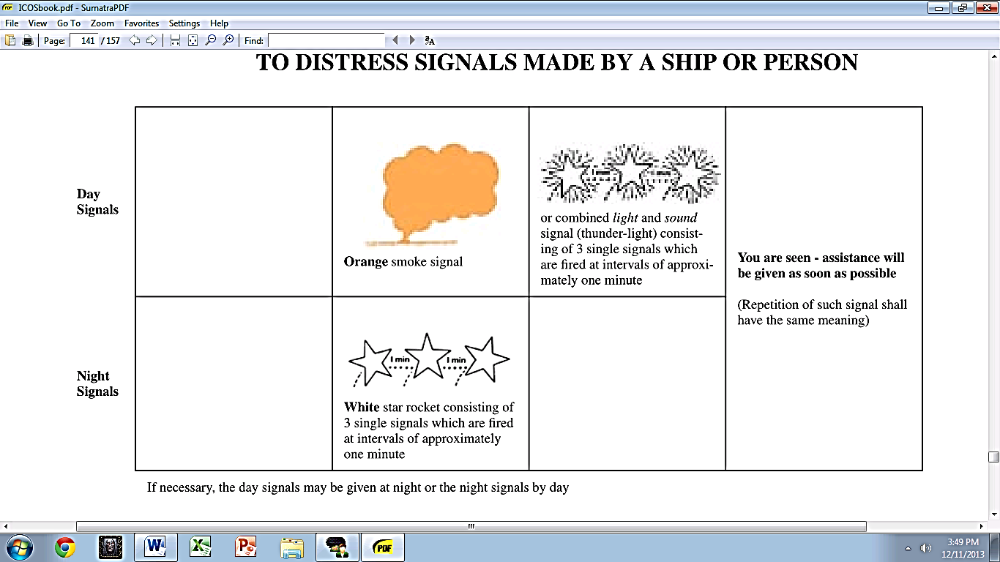 ICOSbook.pdf - SumatraPDF
File View Go To Zoom Favorites Settings Help
Page: 141 / 157 Find:
TO DISTRESS SIGNALS MADE BY A SHIP OR PERSON
Day
Signals
Orange smoke signal
or combined light and sound
signal (thunder-light) consist-
ing of 3 single signals which
are fired at intervals of approxi-
mately one minute
You are seen - assistance will
be given as soon as possible
(Repetition of such signal shall
have the same meaning)
Night
Signals
1 min 1 min
White star rocket consisting of
3 single signals which are fired
at intervals of approximately
one minute
If necessary, the day signals may be given at night or the night signals by day
PDF
3:49 PM
12/11/2013